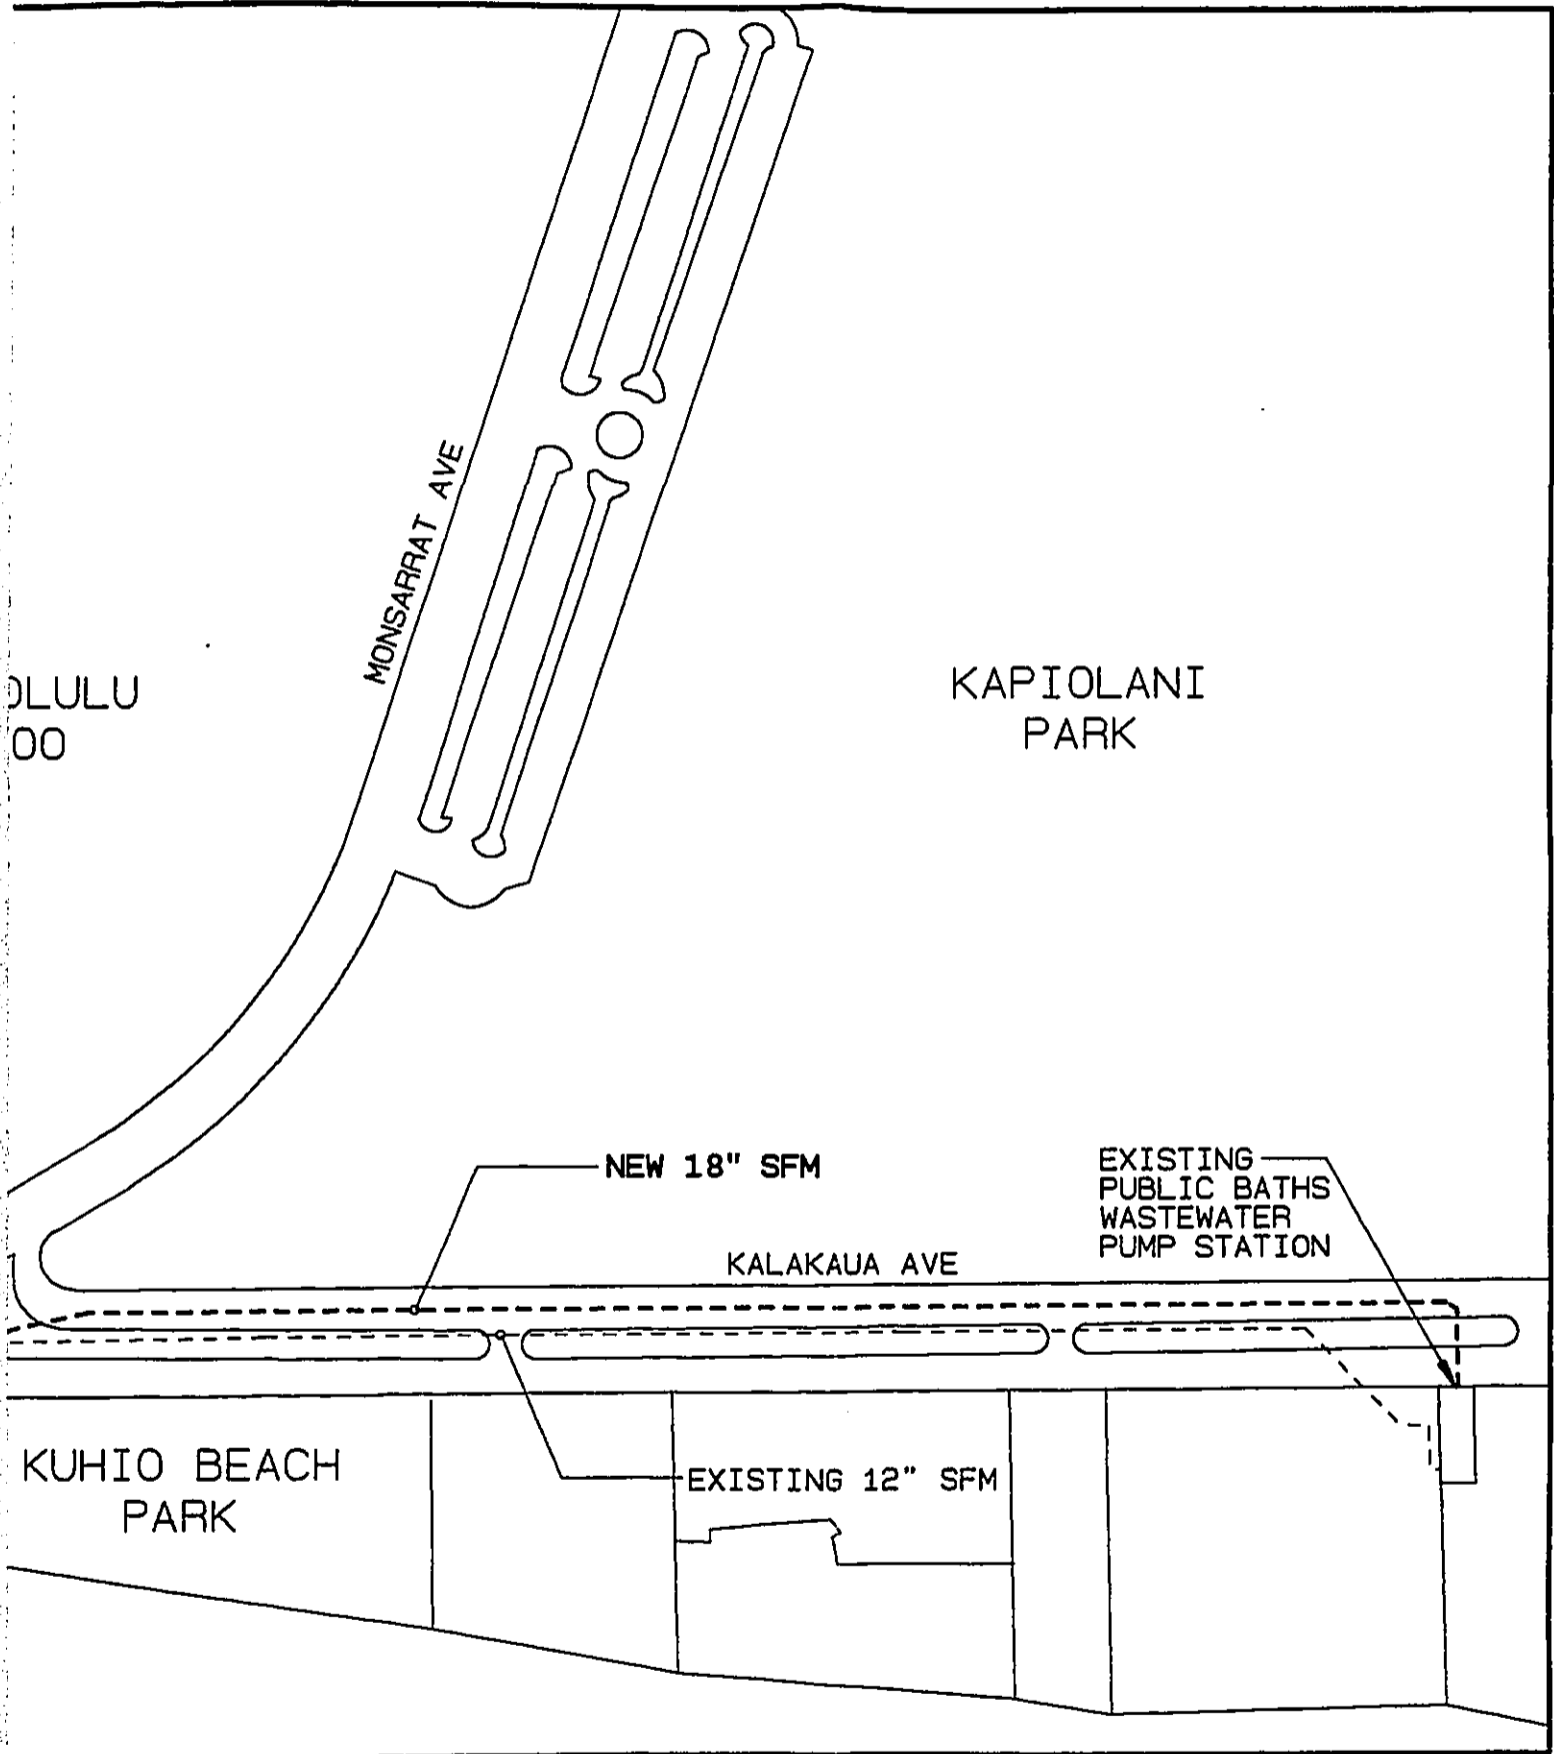 MONSARRAT AVE
OLULU
OO
KAPIOLANI
PARK
NEW 18" SFM
EXISTING
PUBLIC BATHS
WASTEWATER
PUMP STATION
KALAKAUA AVE
KUHIO BEACH
PARK
EXISTING 12" SFM